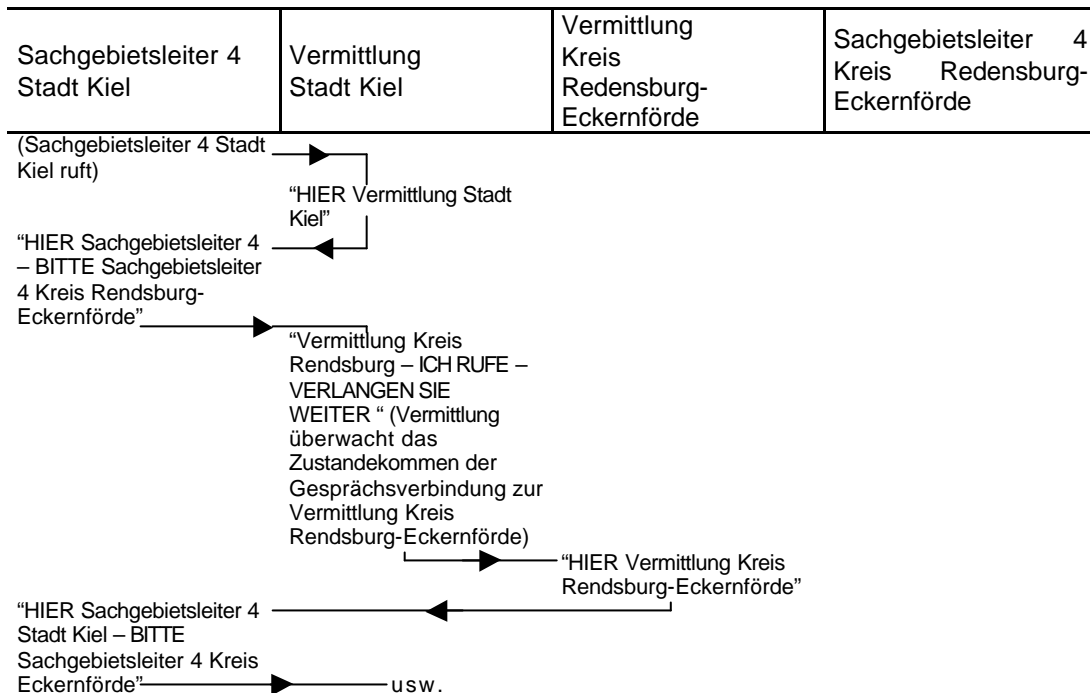 Sachgebietsleiter 4
Stadt Kiel
Vermittlung
Stadt Kiel
Vermittlung
Kreis
Redensburg-
Eckernförde
Sachgebietsleiter 4
Kreis Redensburg-
Eckernförde
(Sachgebietsleiter 4 Stadt
Kiel ruft)
“HIER Vermittlung Stadt
Kiel”
“HIER Sachgebietsleiter 4
– BITTE Sachgebietsleiter
4 Kreis Rendsburg-
Eckernförde”
“Vermittlung Kreis
Rendsburg – ICH RUFE –
VERLANGEN SIE
WEITER “ (Vermittlung
überwacht das
Zustandekommen der
Gesprächsverbindung zur
Vermittlung Kreis
Rendsburg-Eckernförde)
“HIER Vermittlung Kreis
Rendsburg-Eckernförde”
“HIER Sachgebietsleiter 4
Stadt Kiel – BITTE
Sachgebietsleiter 4 Kreis
Eckernförde”
usw.